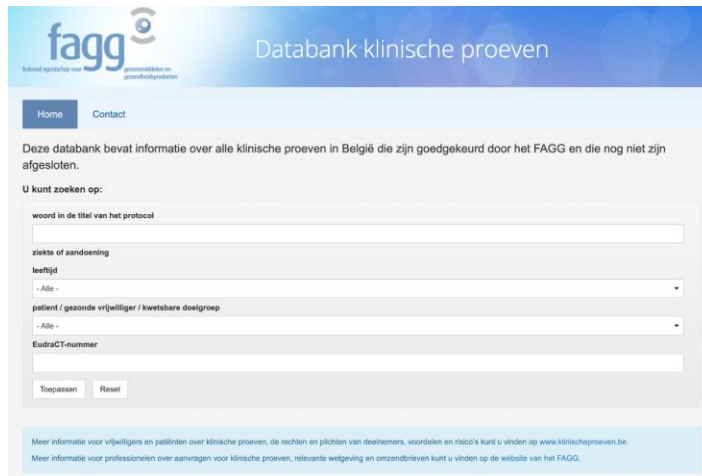 fagg
federaal agentschap voor geneesmiddelen en
gezondheidsproducten
Databank klinische proeven
Home Contact
Deze databank bevat informatie over alle klinische proeven in België die zijn goedgekeurd door het FAGG en die nog niet zijn
afgesloten.
U kunt zoeken op:
woord in de titel van het protocol
ziekte of aandoening
leeftijd
- Alle -
patient / gezonde vrijwilliger / kwetsbare doelgroep
- Alle -
EudraCT-nummer
Toepassen Reset
Meer informatie voor vrijwilligers en patiënten over klinische proeven, de rechten en plichten van deelnemers, voordelen en risico's kunt u vinden op www.klinischeproeven.be.
Meer informatie voor professionelen over aanvragen voor klinische proeven, relevante wetgeving en omzendbrieven kunt u vinden op de website van het FAGG.